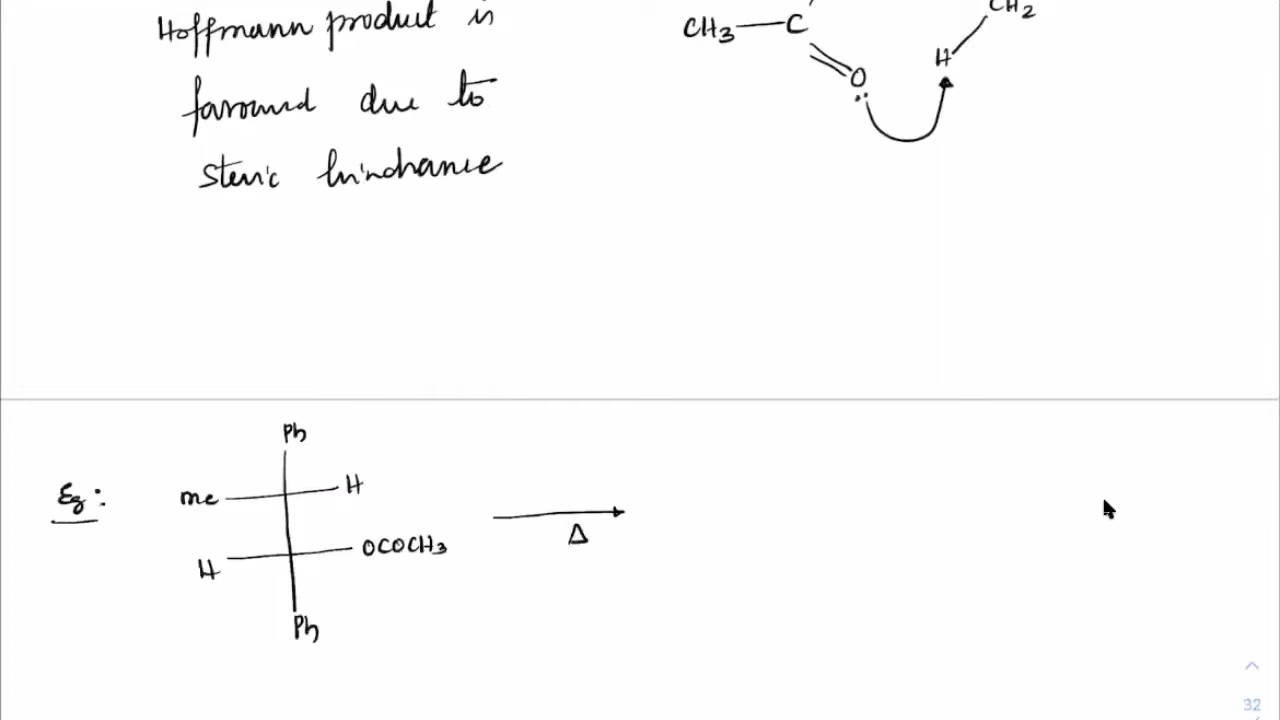 Hoffmann product is
favoured due to
steric hindrance
CH3—C
CH2
H
O
Ph
Eg:
me
H
OCOCH3
Δ
H
Ph
32